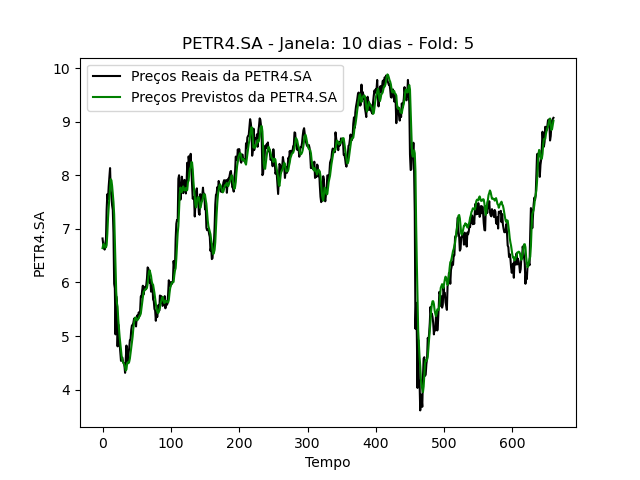 PETR4.SA - Janela: 10 dias - Fold: 5
Preços Reais da PETR4.SA
Preços Previstos da PETR4.SA
PETR4.SA
10
9
8
7
6
5
4
0 100 200 300 400 500 600
Tempo